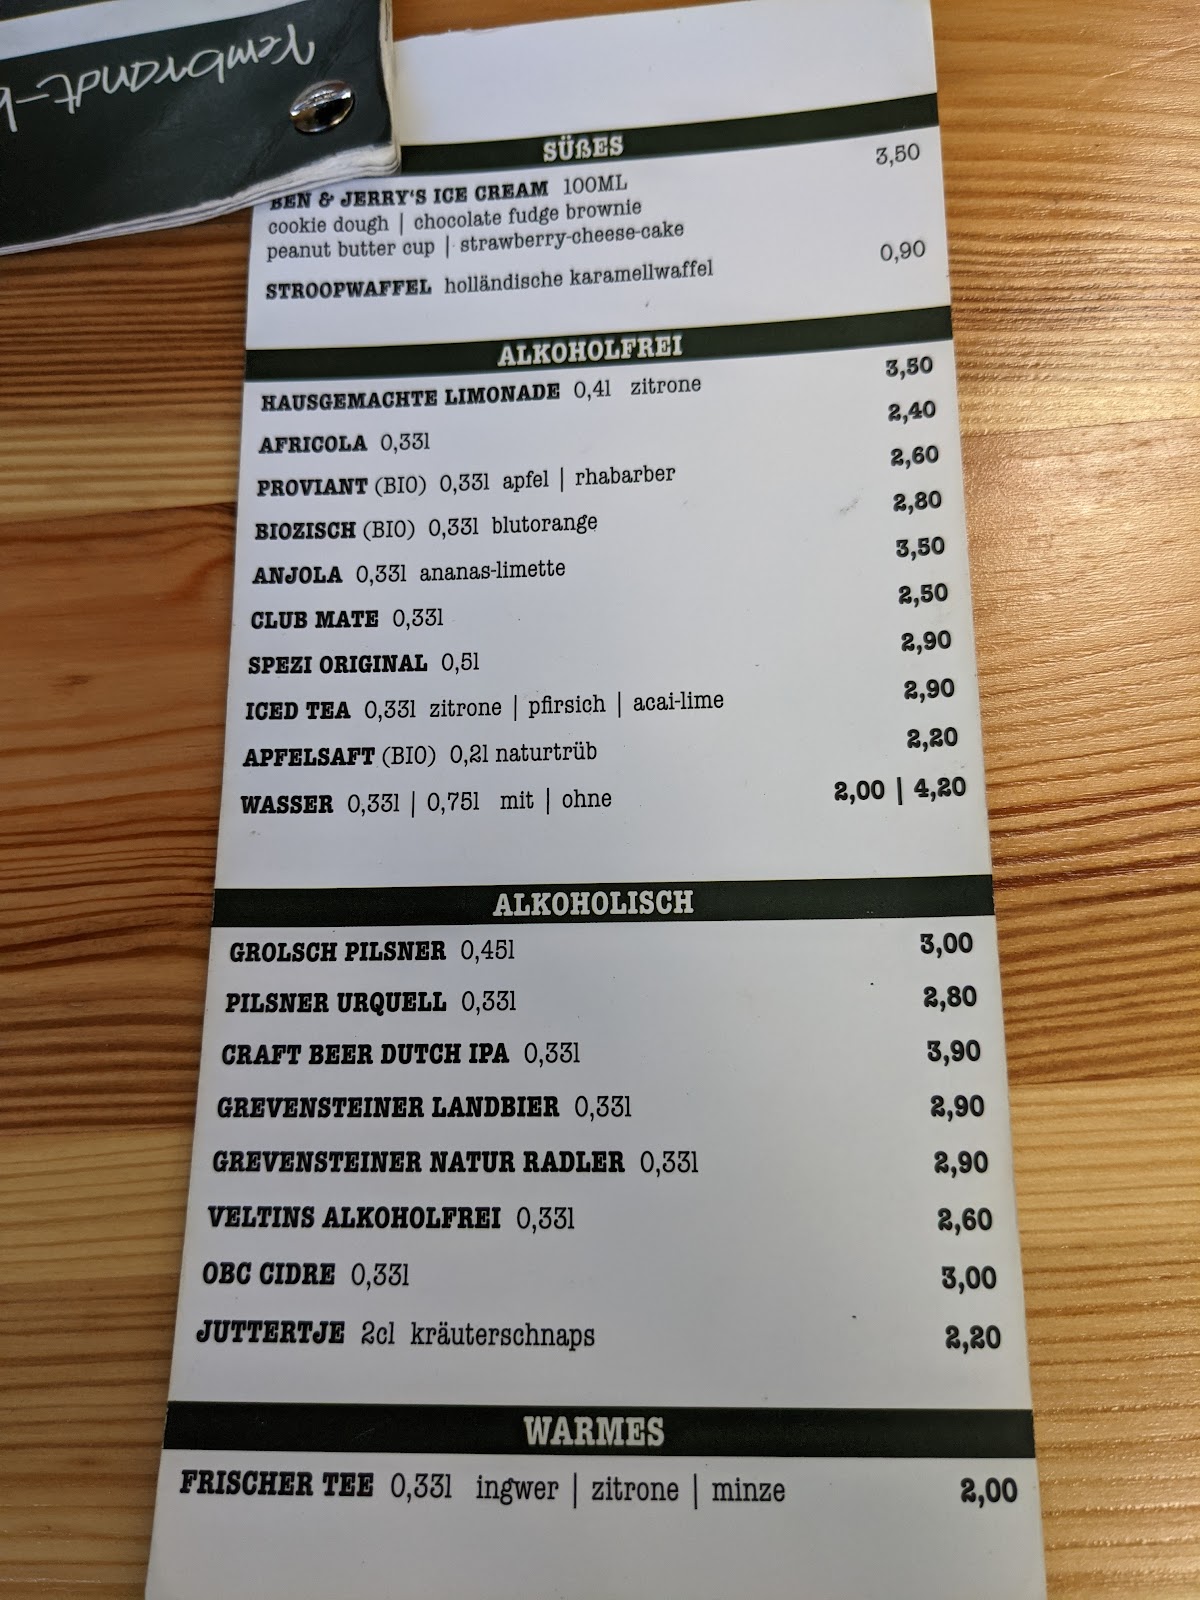 Rembrandt-b
SÜßES
BEN & JERRY'S ICE CREAM 100ML 3,50
cookie dough | chocolate fudge brownie
peanut butter cup | strawberry-cheese-cake
STROOPWAFFEL holländische karamellwaffel 0,90
ALKOHOLFREI
HAUSGEMACHTE LIMONADE 0,4l zitrone 3,50
AFRICOLA 0,33l 2,40
PROVIANT (BIO) 0,33l apfel | rhabarber 2,60
BIOZISCH (BIO) 0,33l blutorange 2,80
ANJOLA 0,33l ananas-limette 3,50
CLUB MATE 0,33l 2,50
SPEZI ORIGINAL 0,5l 2,90
ICED TEA 0,33l zitrone | pfirsich | acai-lime 2,90
APFELSAFT (BIO) 0,2l naturtrüb 2,20
WASSER 0,33l | 0,75l mit | ohne 2,00 | 4,20
ALKOHOLISCH
GROLSCH PILSNER 0,45l 3,00
PILSNER URQUELL 0,33l 2,80
CRAFT BEER DUTCH IPA 0,33l 3,90
GREVENSTEINER LANDBIER 0,33l 2,90
GREVENSTEINER NATUR RADLER 0,33l 2,90
VELTINS ALKOHOLFREI 0,33l 2,60
OBC CIDRE 0,33l 3,00
JUTTERTJE 2cl kräuterschnaps 2,20
WARMES
FRISCHER TEE 0,33l ingwer | zitrone | minze 2,00